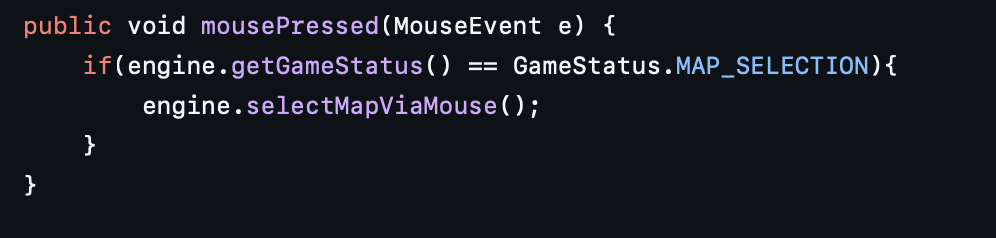 public void mousePressed(MouseEvent e) {
    if(engine.getGameStatus() == GameStatus.MAP_SELECTION){
        engine.selectMapViaMouse();
    }
}